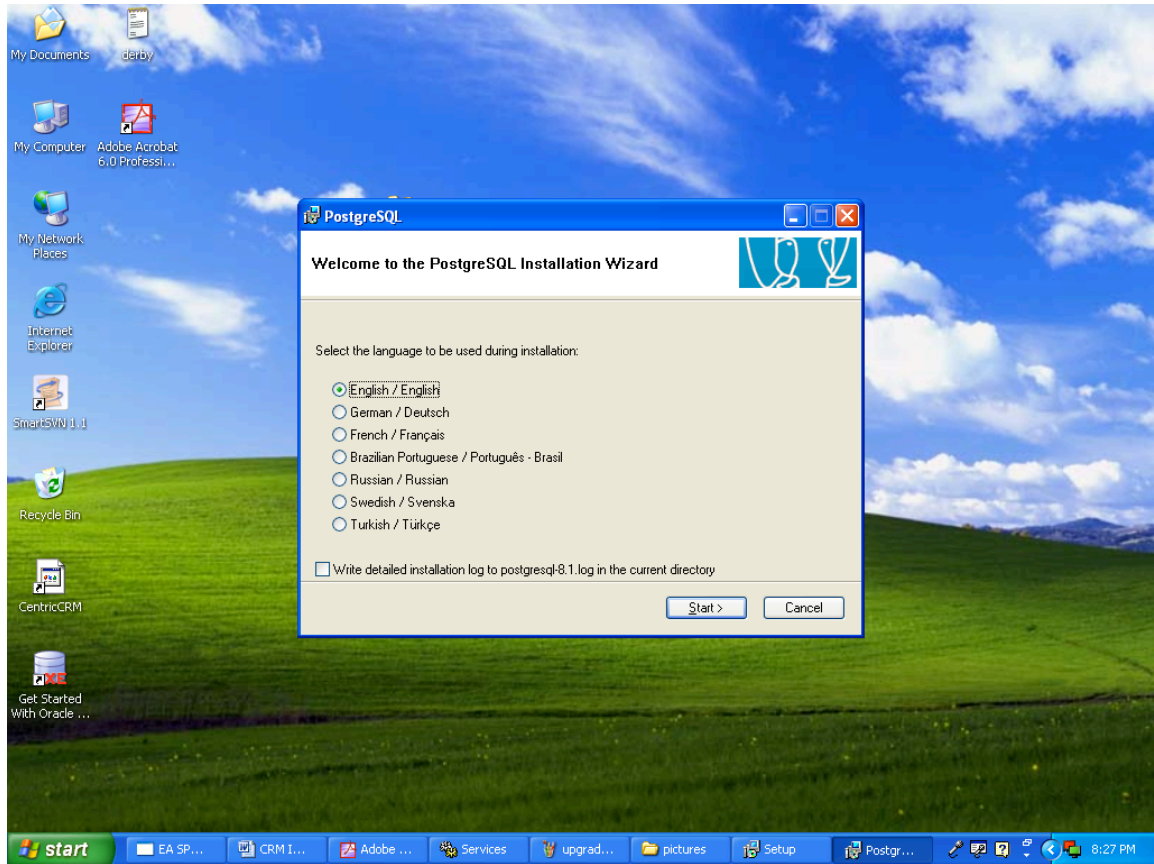 My Documents
derby
My Computer
Adobe Acrobat
6.0 Professi...
My Network
Places
Internet
Explorer
SmartSVN 1.1
Recycle Bin
CentricCRM
XE
Get Started
With Oracle ...
PostgreSQL
Welcome to the PostgreSQL Installation Wizard
Select the language to be used during installation:
English / English
German / Deutsch
French / Français
Brazilian Portuguese / Português - Brasil
Russian / Russian
Swedish / Svenska
Turkish / Türkçe
Write detailed installation log to postgresql-8.1.log in the current directory
Start >
Cancel
start
EA SP...
CRM I...
Adobe ...
Services
upgrad...
pictures
Setup
Postgr...
8:27 PM